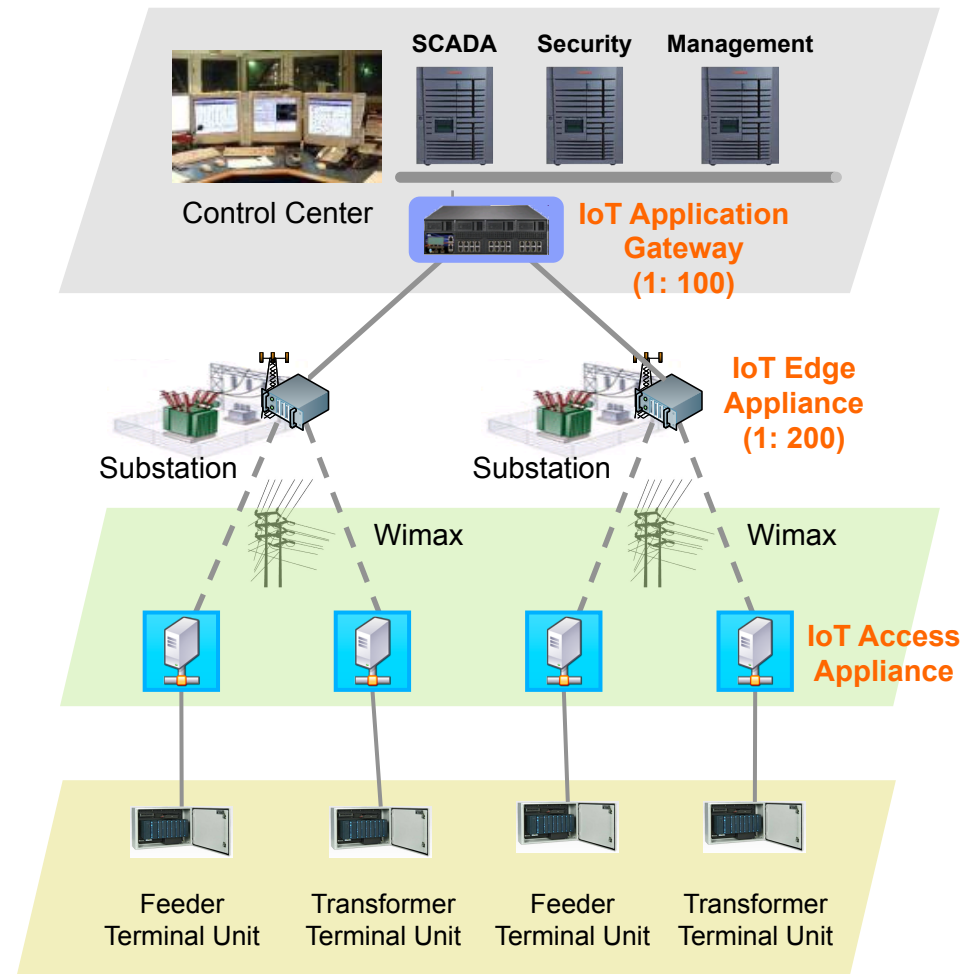 SCADA Security Management
Control Center
IoT Application
Gateway
(1: 100)
IoT Edge
Appliance
(1: 200)
Substation
Substation
Wimax
Wimax
IoT Access
Appliance
Feeder
Terminal Unit
Transformer
Terminal Unit
Feeder
Terminal Unit
Transformer
Terminal Unit